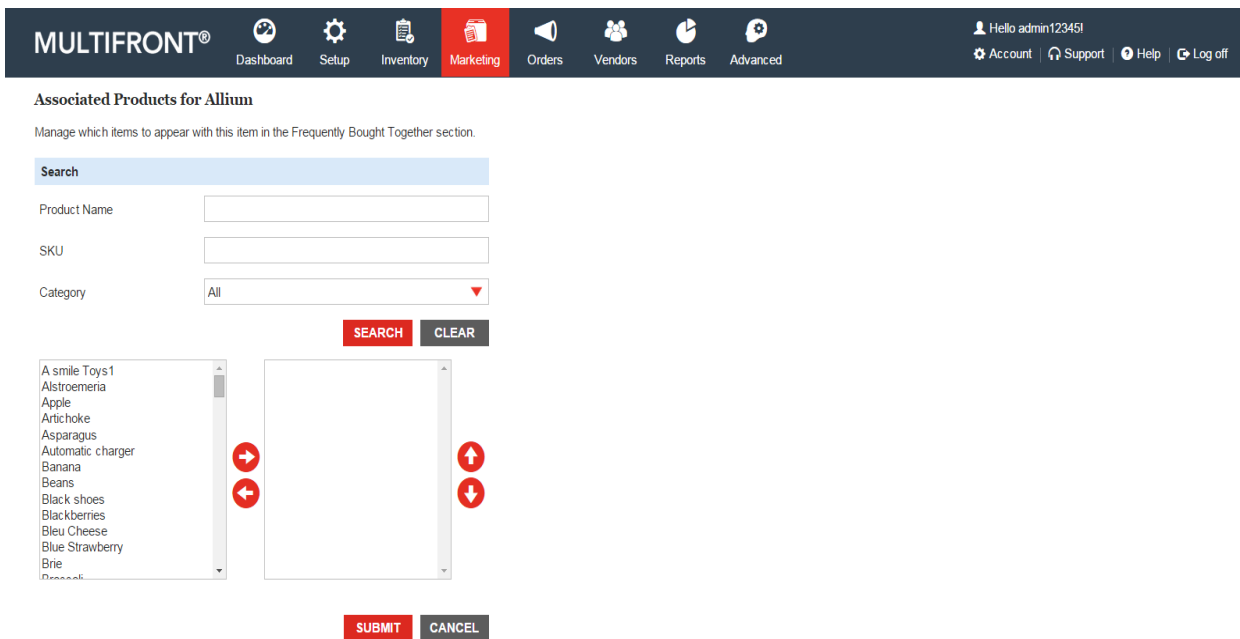 MULTIFRONT®
Dashboard Setup Inventory Marketing Orders Vendors Reports Advanced
Hello admin12345!
Account | Support | Help | Log off
Associated Products for Allium
Manage which items to appear with this item in the Frequently Bought Together section.
Search
Product Name
SKU
Category All
SEARCH CLEAR
A smile Toys1
Alstroemeria
Apple
Artichoke
Asparagus
Automatic charger
Banana
Beans
Black shoes
Blackberries
Bleu Cheese
Blue Strawberry
Brie
SUBMIT CANCEL